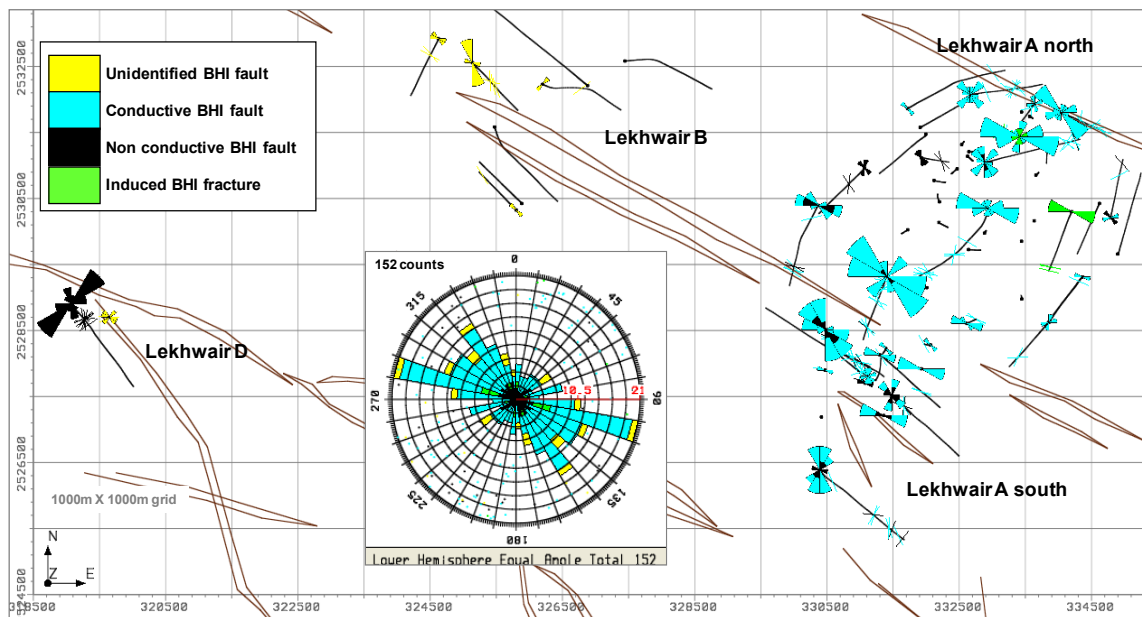 Unidentified BHI fault
Conductive BHI fault
Non conductive BHI fault
Induced BHI fracture
Lekhwair A north
Lekhwair B
Lekhwair D
Lekhwair A south
152 counts
0
45
90
135
180
225
270
315
10.5
21
Lower Hemisphere Equal Angle Total 152
1000m X 1000m grid
N
Z
E
2532500
2530500
2528500
2526500
2524500
318500
320500
322500
324500
326500
328500
330500
332500
334500